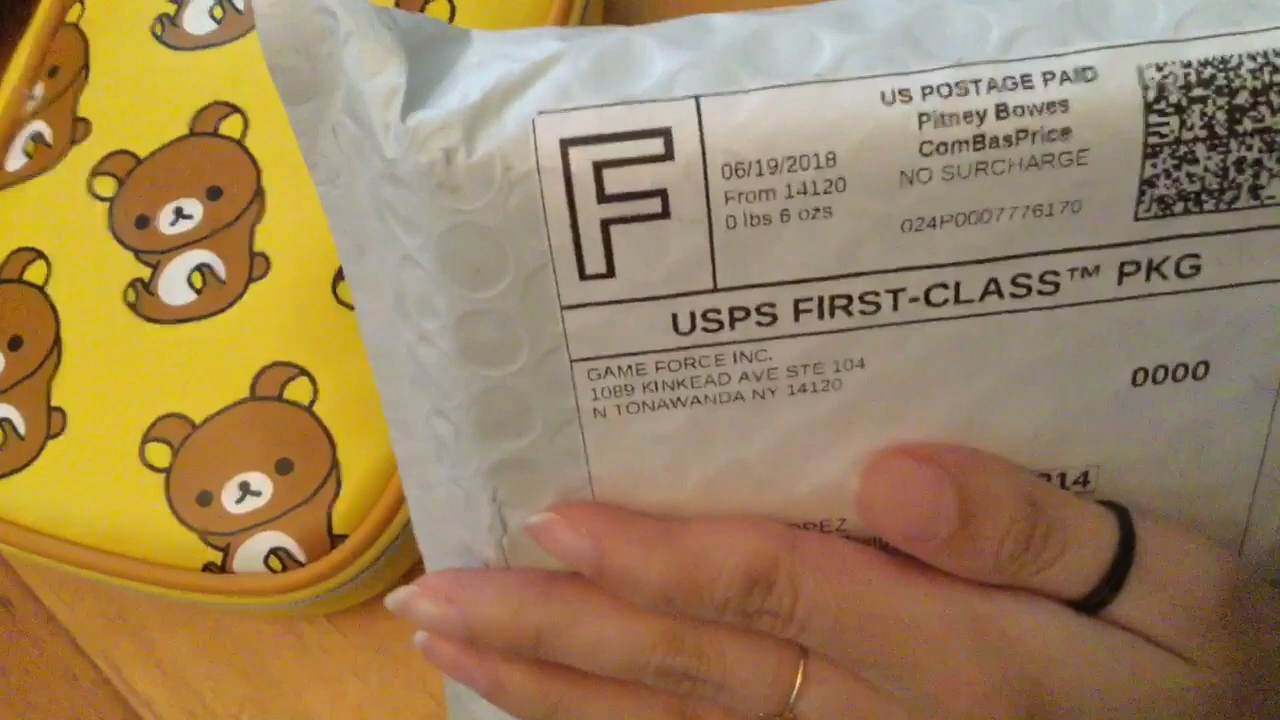 F
06/19/2018
From 14120
0 lbs 6 ozs
US POSTAGE PAID
Pitney Bowes
ComBasPrice
NO SURCHARGE
024P0007776170
USPS FIRST-CLASS™ PKG
GAME FORCE INC.
1089 KINKEAD AVE STE 104
N TONAWANDA NY 14120
0000